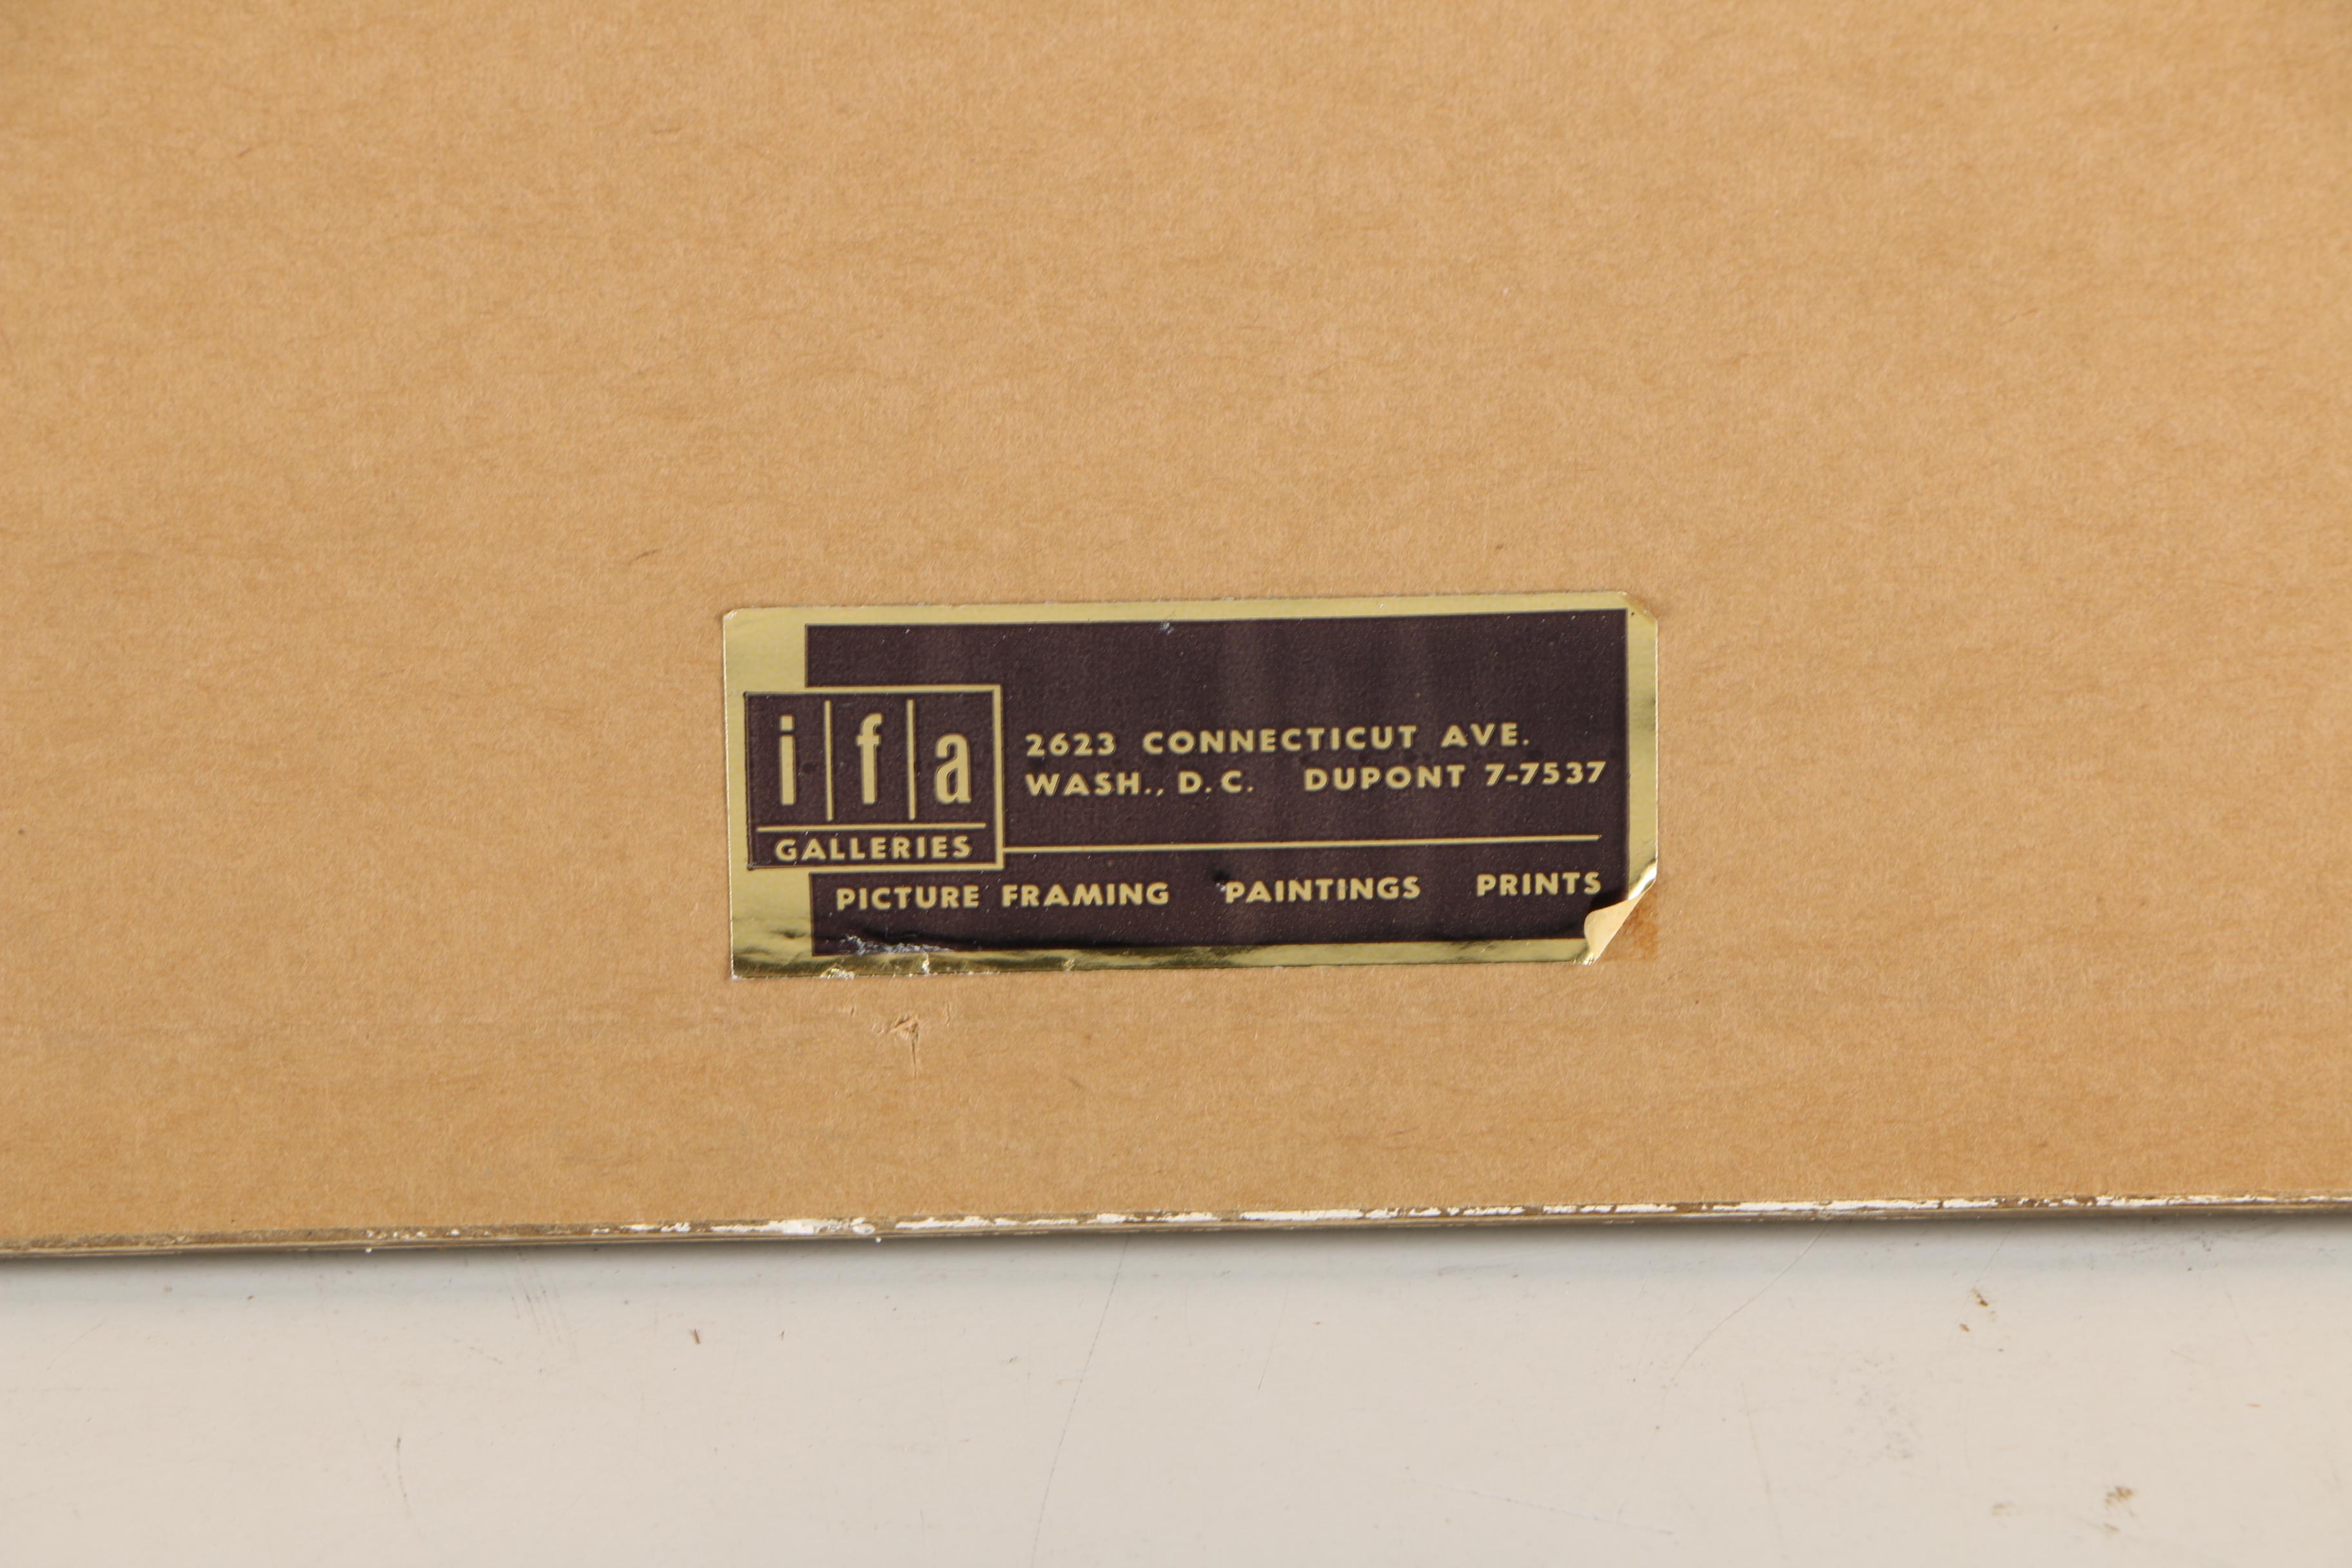 i|f|a
GALLERIES
2623 CONNECTICUT AVE.
WASH., D.C. DUPONT 7-7537
PICTURE FRAMING PAINTINGS PRINTS